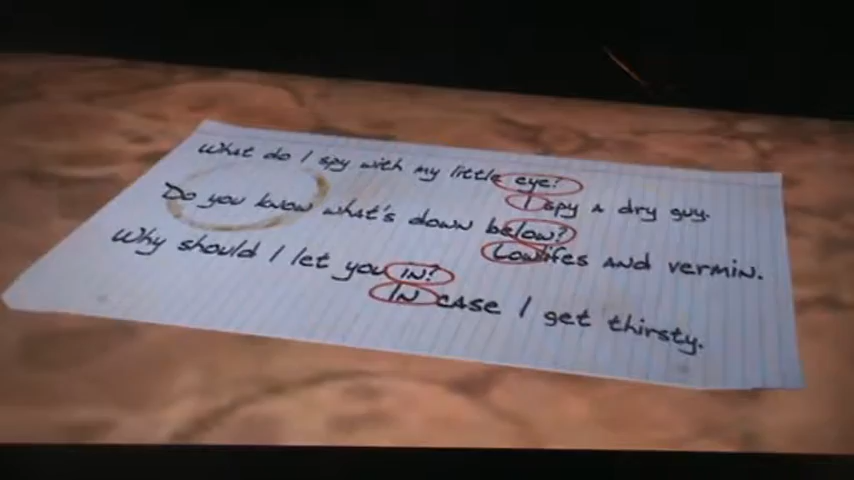 What do I spy with my little eye?
I spy a dry guy.
Do you know what's down below?
Lowlifes and vermin.
Why should I let you in?
In case I get thirsty.